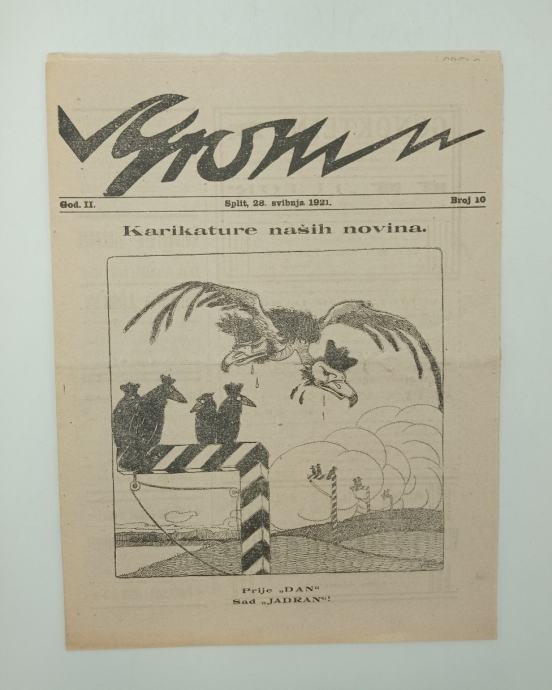 Grom
God. II.
Split, 28. svibnja 1921.
Broj 10
Karikature naših novina.
Prije „DAN“
Sad „JADRAN“!